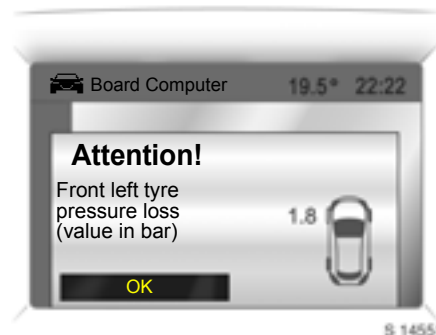 Board Computer 19.5° 22:22
Attention!
Front left tyre
pressure loss
(value in bar)
1.8
OK
S 1455